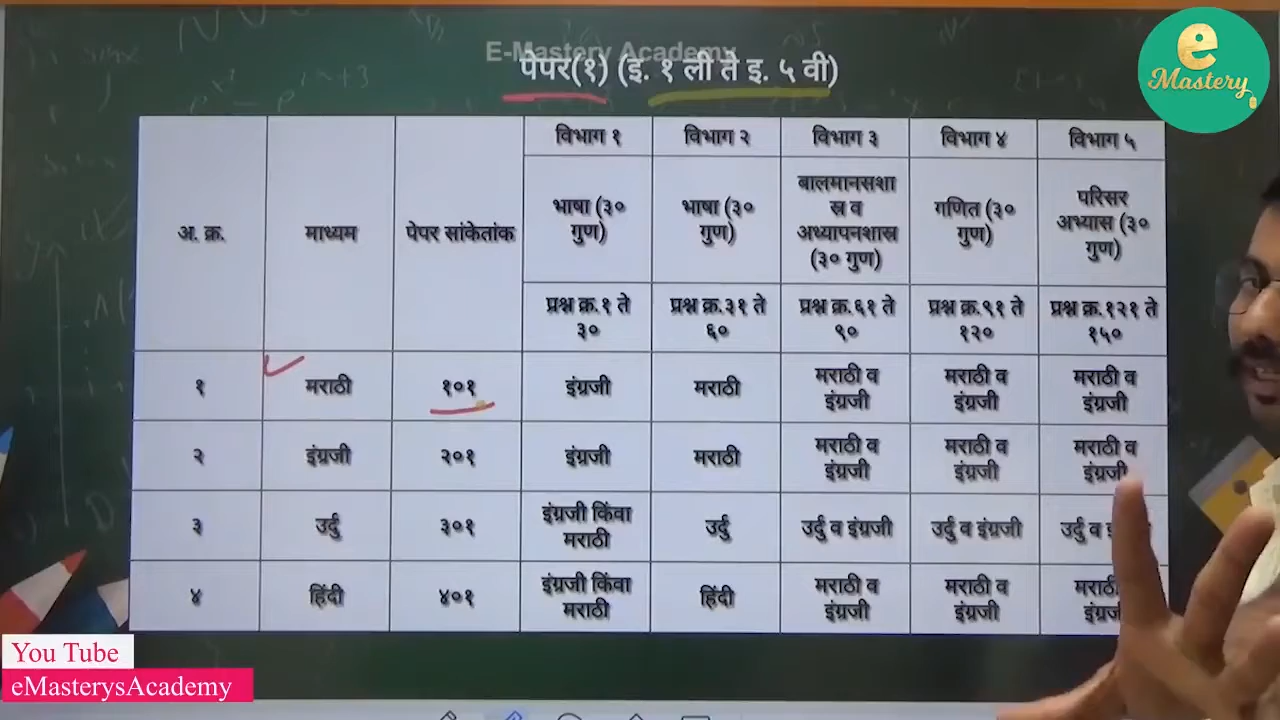 E-Mastery Academy
पेपर(१) (इ. १ ली ते इ. ५ वी)
e
Mastery
अ. क्र. माध्यम पेपर सांकेतांक
विभाग १ विभाग २ विभाग ३ विभाग ४ विभाग ५
भाषा (३०
गुण)
भाषा (३०
गुण)
बालमानसशा
स्त्र व
अध्यापनशास्त्र
(३० गुण)
गणित (३०
गुण)
परिसर
अभ्यास (३०
गुण)
प्रश्न क्र.१ ते
३०
प्रश्न क्र.३१ ते
६०
प्रश्न क्र.६१ ते
९०
प्रश्न क्र.९१ ते
१२०
प्रश्न क्र.१२१ ते
१५०
१ मराठी १०१ इंग्रजी मराठी
मराठी व
इंग्रजी
मराठी व
इंग्रजी
मराठी व
इंग्रजी
२ इंग्रजी २०१ इंग्रजी मराठी
मराठी व
इंग्रजी
मराठी व
इंग्रजी
मराठी व
इंग्रजी
३ उर्दु ३०१
इंग्रजी किंवा
मराठी
उर्दु उर्दु व इंग्रजी उर्दु व इंग्रजी उर्दु व
४ हिंदी ४०१
इंग्रजी किंवा
मराठी
हिंदी
मराठी व
इंग्रजी
मराठी व
इंग्रजी
You Tube
eMasterysAcademy